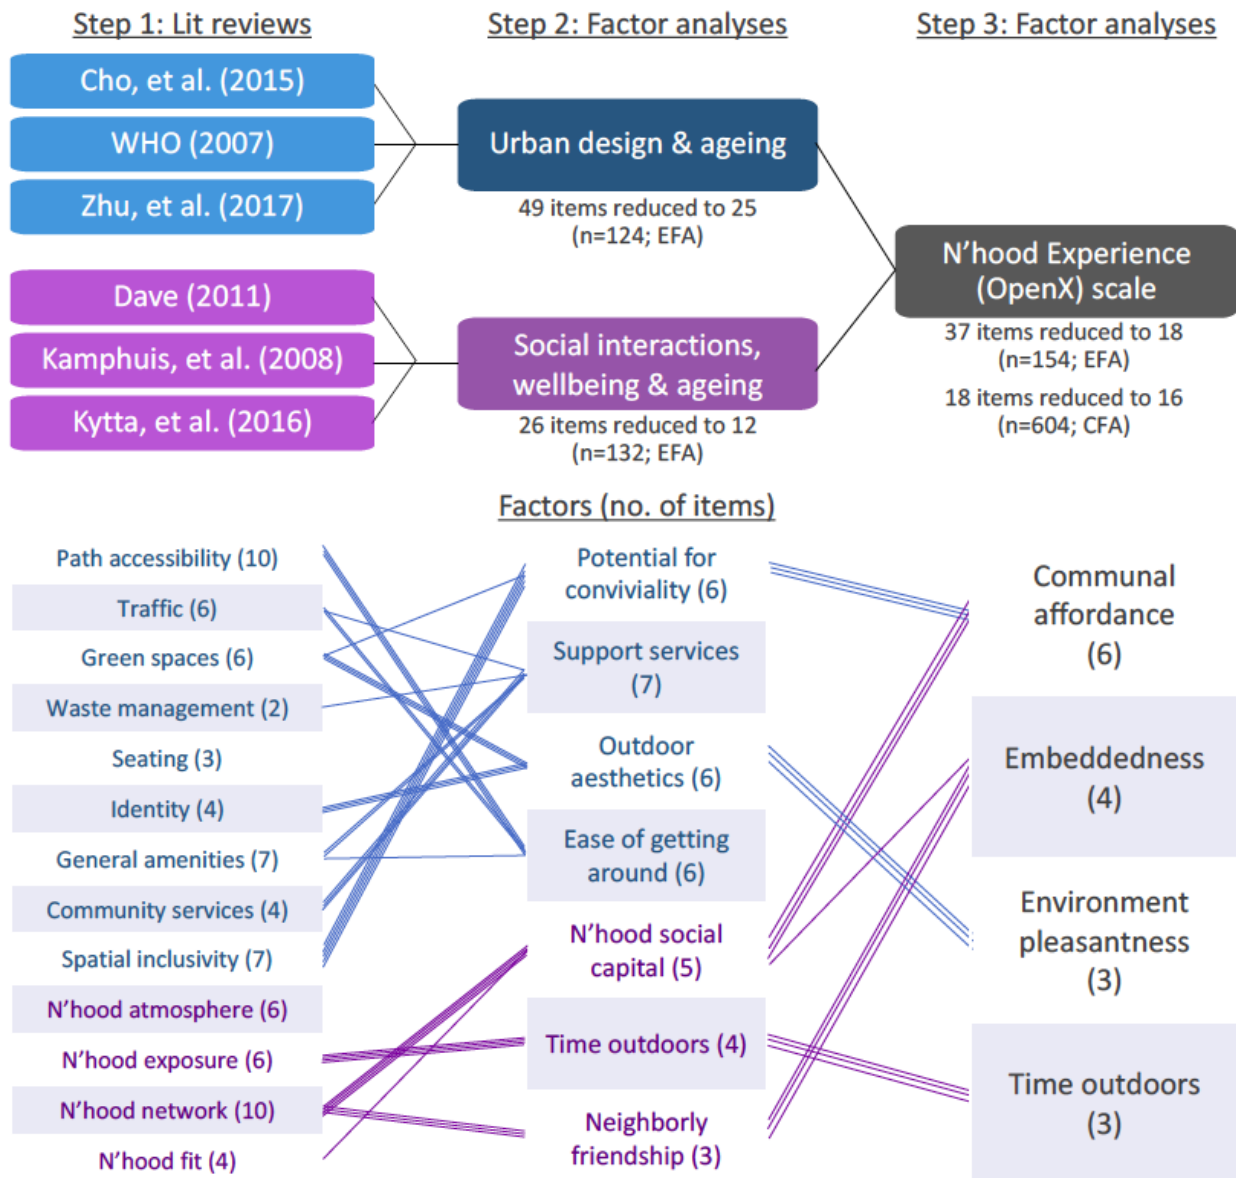 Step 1: Lit reviews
Step 2: Factor analyses
Step 3: Factor analyses
Cho, et al. (2015)
WHO (2007)
Zhu, et al. (2017)
Dave (2011)
Kamphuis, et al. (2008)
Kytta, et al. (2016)
Urban design & ageing
49 items reduced to 25
(n=124; EFA)
Social interactions,
wellbeing & ageing
26 items reduced to 12
(n=132; EFA)
N'hood Experience
(OpenX) scale
37 items reduced to 18
(n=154; EFA)
18 items reduced to 16
(n=604; CFA)
Factors (no. of items)
Path accessibility (10)
Traffic (6)
Green spaces (6)
Waste management (2)
Seating (3)
Identity (4)
General amenities (7)
Community services (4)
Spatial inclusivity (7)
N'hood atmosphere (6)
N'hood exposure (6)
N'hood network (10)
N'hood fit (4)
Potential for
conviviality (6)
Support services
(7)
Outdoor
aesthetics (6)
Ease of getting
around (6)
N'hood social
capital (5)
Time outdoors (4)
Neighborly
friendship (3)
Communal
affordance
(6)
Embeddedness
(4)
Environment
pleasantness
(3)
Time outdoors
(3)